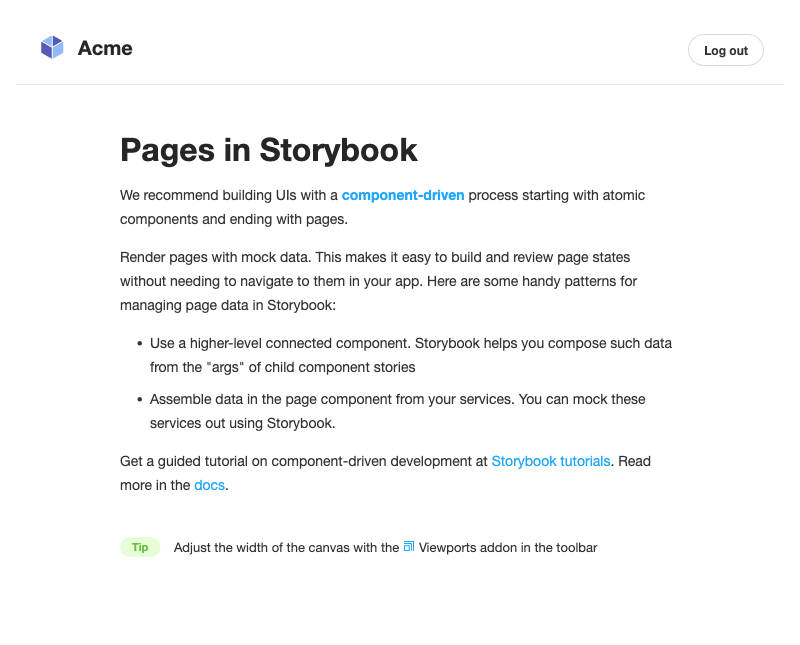 Acme
Log out
Pages in Storybook
We recommend building UIs with a component-driven process starting with atomic
components and ending with pages.
Render pages with mock data. This makes it easy to build and review page states
without needing to navigate to them in your app. Here are some handy patterns for
managing page data in Storybook:
• Use a higher-level connected component. Storybook helps you compose such data
from the "args" of child component stories
• Assemble data in the page component from your services. You can mock these
services out using Storybook.
Get a guided tutorial on component-driven development at Storybook tutorials. Read
more in the docs.
Tip Adjust the width of the canvas with the Viewports addon in the toolbar